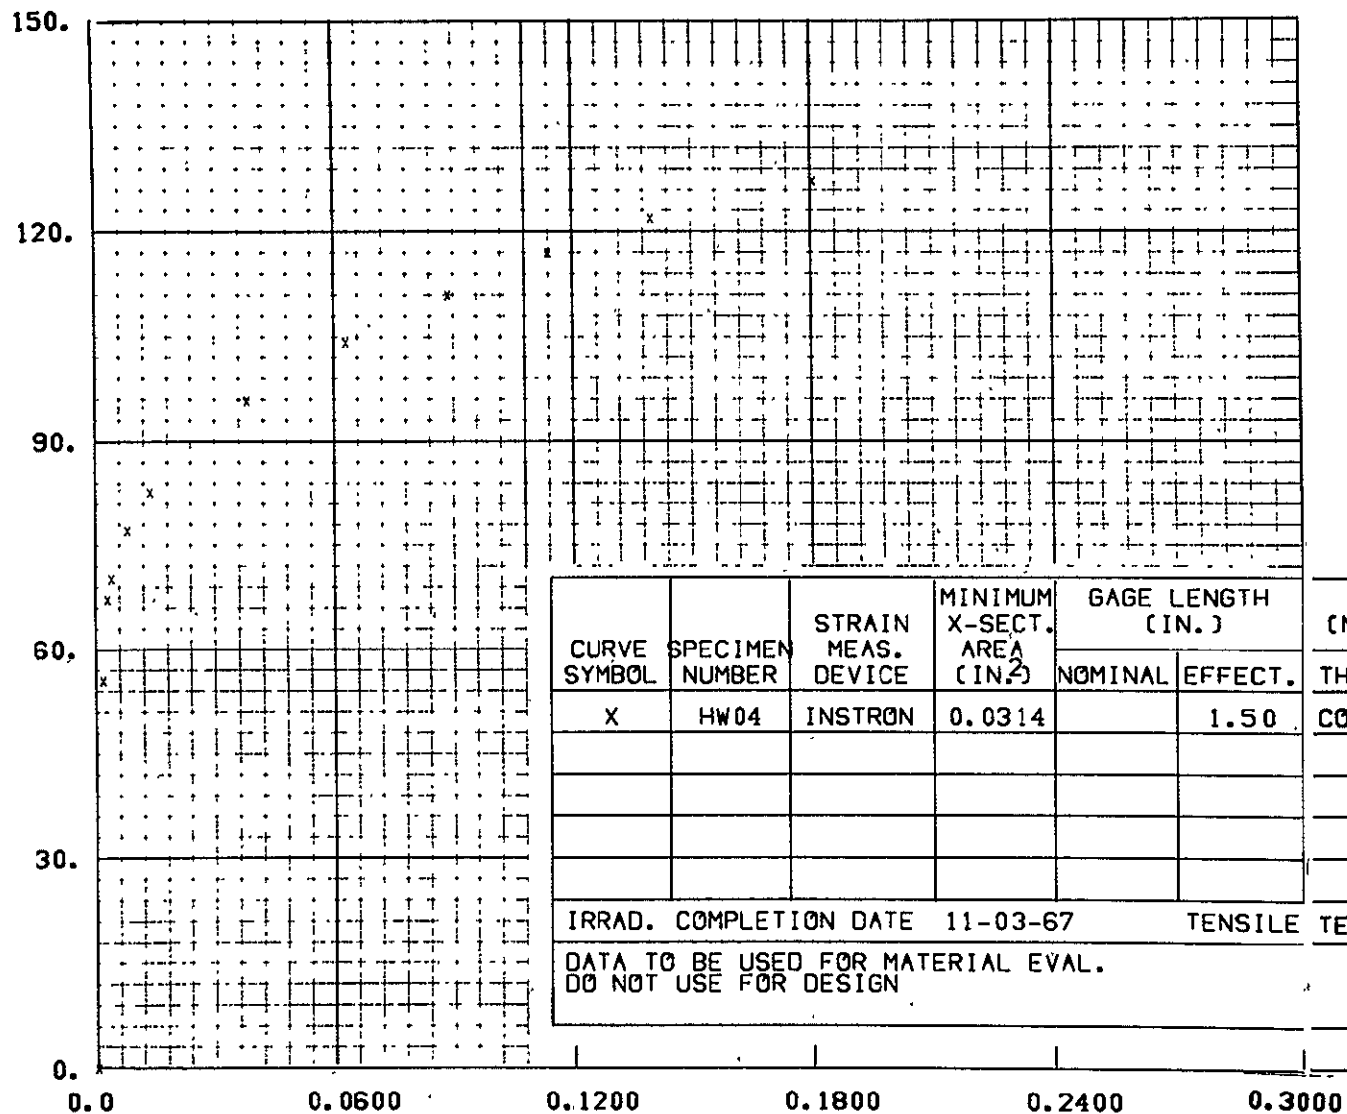 150.
120.
90.
60.
30.
0.
0.0 0.0600 0.1200 0.1800 0.2400 0.3000
CURVE SYMBOL SPECIMEN NUMBER STRAIN MEAS. DEVICE MINIMUM X-SECT. AREA (IN.2) GAGE LENGTH (IN.)
NOMINAL EFFECT. TH
X HW04 INSTRON 0.0314 1.50 CO
IRRAD. COMPLETION DATE 11-03-67 TENSILE TE
DATA TO BE USED FOR MATERIAL EVAL.
DO NOT USE FOR DESIGN